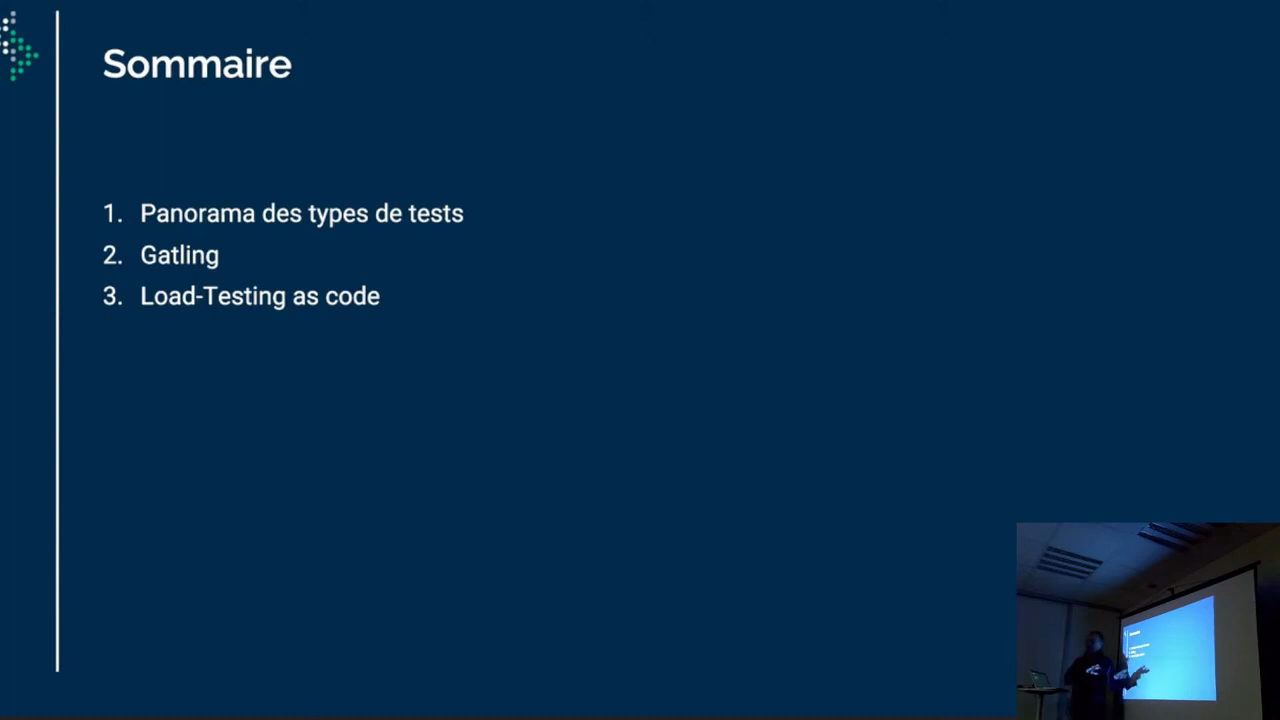 Sommaire
1. Panorama des types de tests
2. Gatling
3. Load-Testing as code